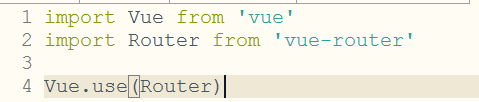 1 import Vue from 'vue'
2 import Router from 'vue-router'
3
4 Vue.use(Router)